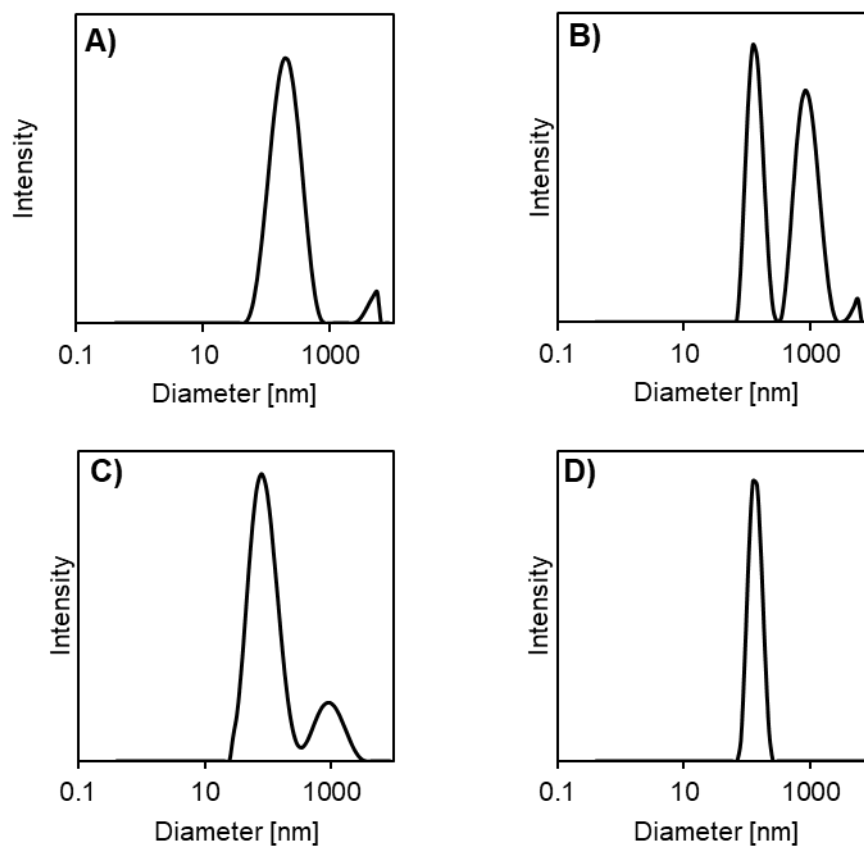 A)
Intensity
0.1 10 1000
Diameter [nm]
B)
Intensity
0.1 10 1000
Diameter [nm]
C)
Intensity
0.1 10 1000
Diameter [nm]
D)
Intensity
0.1 10 1000
Diameter [nm]